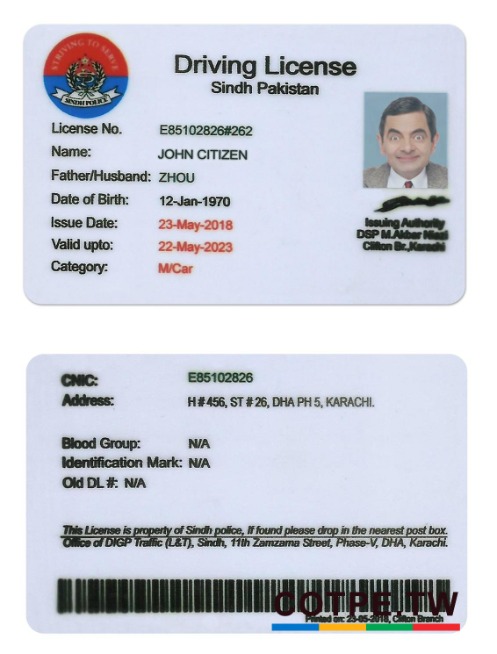 STRIVING TO SERVE
SINDH POLICE
Driving License
Sindh Pakistan
License No. E85102826#262
Name: JOHN CITIZEN
Father/Husband: ZHOU
Date of Birth: 12-Jan-1970
Issue Date: 23-May-2018
Valid upto: 22-May-2023
Category: M/Car
Issuing Authority
DSP M.Akbar Niazi
Clifton Br.,Karachi
CNIC: E85102826
Address: H # 456, ST # 26, DHA PH 5, KARACHI.
Blood Group: N/A
Identification Mark: N/A
Old DL #: N/A
This License is property of Sindh police, If found please drop in the nearest post box.
Office of DIGP Traffic (L&T), Sindh, 11th Zamzama Street, Phase-V, DHA, Karachi.
COTPE.TW
Printed on: 23-05-2018, Clifton Branch